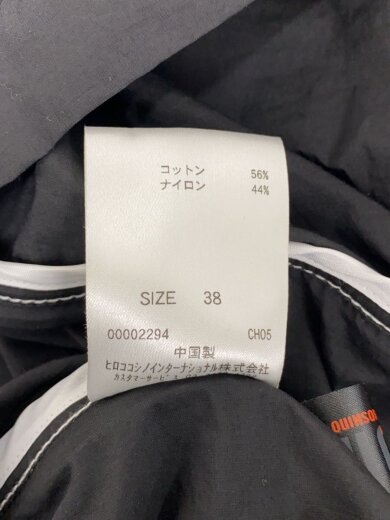 コットン 56%
ナイロン 44%
SIZE 38
00002294 CH05
中国製
ヒロココシノインターナショナル株式会社